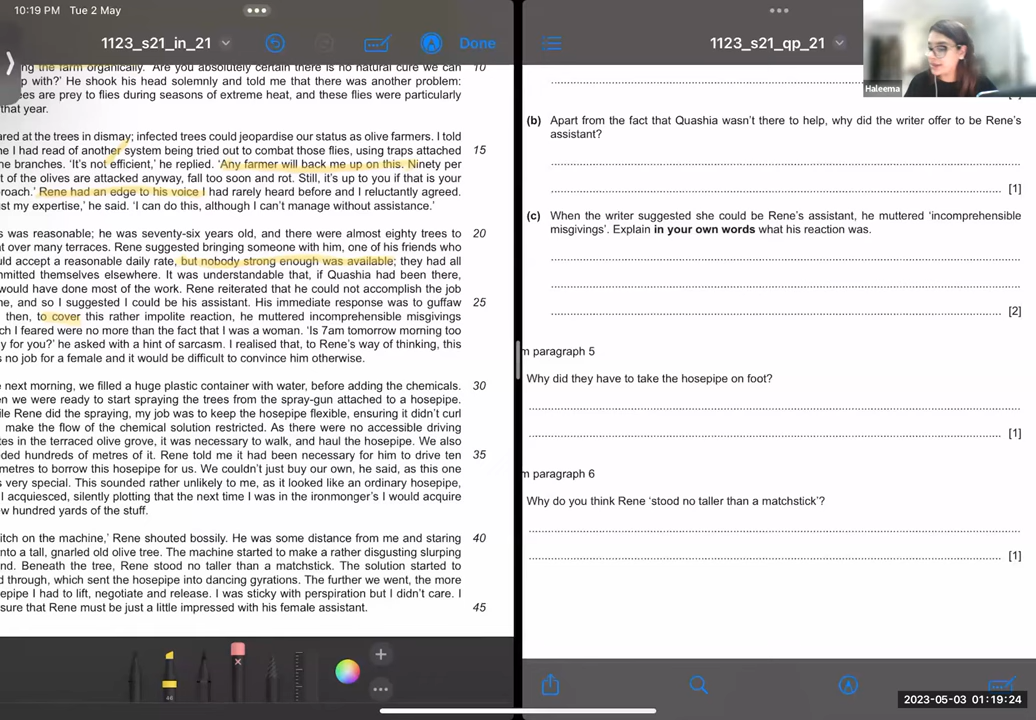 10:19 PM Tue 2 May
1123_s21_in_21
Done
1123_s21_qp_21
Haleema
ng the farm organically. 'Are you absolutely certain there is no natural cure we can 10
p with?' He shook his head solemnly and told me that there was another problem:
ees are prey to flies during seasons of extreme heat, and these flies were particularly
that year.
ared at the trees in dismay; infected trees could jeopardise our status as olive farmers. I told
ne I had read of another system being tried out to combat those flies, using traps attached 15
he branches. 'It's not efficient,' he replied. 'Any farmer will back me up on this. Ninety per
t of the olives are attacked anyway, fall too soon and rot. Still, it's up to you if that is your
roach.' Rene had an edge to his voice I had rarely heard before and I reluctantly agreed.
st my expertise,' he said. 'I can do this, although I can't manage without assistance.'
s was reasonable; he was seventy-six years old, and there were almost eighty trees to 20
at over many terraces. Rene suggested bringing someone with him, one of his friends who
uld accept a reasonable daily rate, but nobody strong enough was available; they had all
nmitted themselves elsewhere. It was understandable that, if Quashia had been there,
would have done most of the work. Rene reiterated that he could not accomplish the job
ne, and so I suggested I could be his assistant. His immediate response was to guffaw 25
then, to cover this rather impolite reaction, he muttered incomprehensible misgivings
ch I feared were no more than the fact that I was a woman. 'Is 7am tomorrow morning too
y for you?' he asked with a hint of sarcasm. I realised that, to Rene's way of thinking, this
s no job for a female and it would be difficult to convince him otherwise.
e next morning, we filled a huge plastic container with water, before adding the chemicals. 30
en we were ready to start spraying the trees from the spray-gun attached to a hosepipe.
ile Rene did the spraying, my job was to keep the hosepipe flexible, ensuring it didn't curl
make the flow of the chemical solution restricted. As there were no accessible driving
tes in the terraced olive grove, it was necessary to walk, and haul the hosepipe. We also
ded hundreds of metres of it. Rene told me it had been necessary for him to drive ten 35
metres to borrow this hosepipe for us. We couldn't just buy our own, he said, as this one
s very special. This sounded rather unlikely to me, as it looked like an ordinary hosepipe,
I acquiesced, silently plotting that the next time I was in the ironmonger's I would acquire
w hundred yards of the stuff.
itch on the machine,' Rene shouted bossily. He was some distance from me and staring 40
nto a tall, gnarled old olive tree. The machine started to make a rather disgusting slurping
nd. Beneath the tree, Rene stood no taller than a matchstick. The solution started to
d through, which sent the hosepipe into dancing gyrations. The further we went, the more
epipe I had to lift, negotiate and release. I was sticky with perspiration but I didn't care. I
sure that Rene must be just a little impressed with his female assistant. 45
(b) Apart from the fact that Quashia wasn't there to help, why did the writer offer to be Rene's
assistant?
[1]
(c) When the writer suggested she could be Rene's assistant, he muttered 'incomprehensible
misgivings'. Explain in your own words what his reaction was.
[2]
m paragraph 5
Why did they have to take the hosepipe on foot?
[1]
m paragraph 6
Why do you think Rene 'stood no taller than a matchstick'?
[1]
2023-05-03 01:19:24